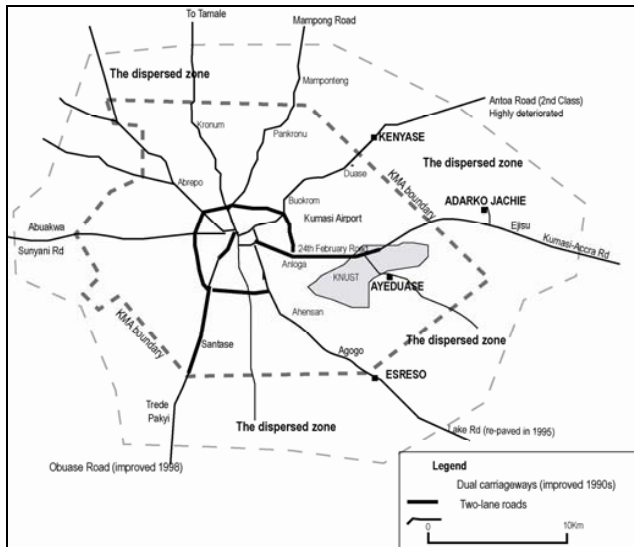 To Tamale
Mampong Road
The dispersed zone
Mamponteng
Antoa Road (2nd Class)
Highly deteriorated
Kronum
Pankronu
KENYASE
The dispersed zone
Duase
Abrepo
KMA boundary
Buokrom
ADARKO JACHIE
Kumasi Airport
Abuakwa
Ejisu
Sunyani Rd
24th February Road
Kumasi-Accra Rd
Anloga
KNUST
AYEDUASE
KMA boundary
Ahensan
Santase
The dispersed zone
Agogo
ESRESO
Trede
Pakyi
The dispersed zone
Lake Rd (re-paved in 1995)
Obuase Road (improved 1998)
Legend
Dual carriageways (improved 1990s)
Two-lane roads
0 10Km